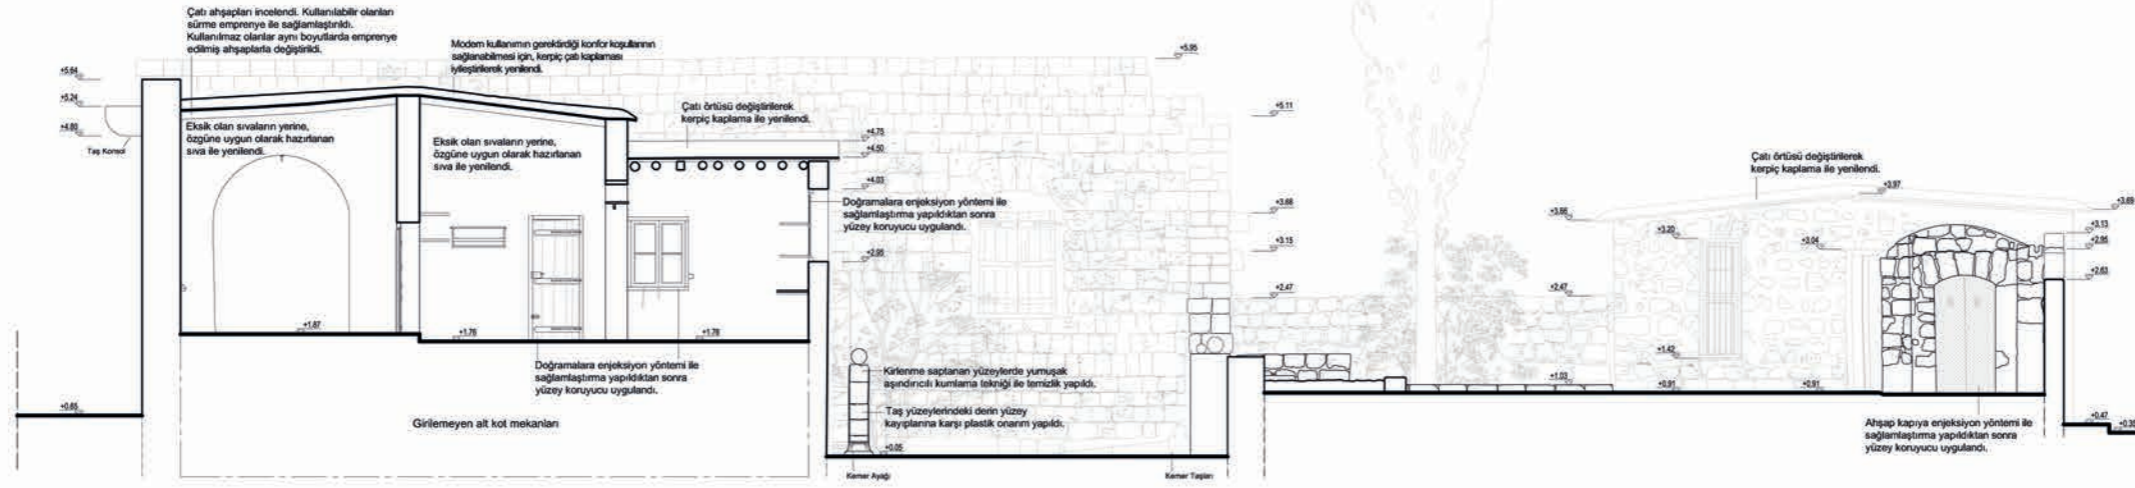 Çatı ahşapları incelendi. Kullanılabilir olanları
sürme emprenye ile sağlamlaştırıldı.
Kullanılmaz olanlar aynı boyutlarda emprenye
edilmiş ahşaplarla değiştirildi.
Modern kullanımın gerektirdiği konfor koşullarının
sağlanabilmesi için, kerpiç çatı kaplaması
iyileştirilerek yenilendi.
+5.95
+5.64
+5.24
+4.80
Taş Konsol
Çatı örtüsü değiştirilerek
kerpiç kaplama ile yenilendi.
+5.11
Eksik olan sıvaların yerine,
özgüne uygun olarak hazırlanan
sıva ile yenilendi.
Eksik olan sıvaların yerine,
özgüne uygun olarak hazırlanan
sıva ile yenilendi.
+4.75
+4.50
+4.03
Doğramalara enjeksiyon yöntemi ile
sağlamlaştırma yapıldıktan sonra
yüzey koruyucu uygulandı.
+2.95
+3.68
+3.15
+2.47
Çatı örtüsü değiştirilerek
kerpiç kaplama ile yenilendi.
+3.97
+3.69
+3.20
+3.04
+3.13
+2.95
+2.63
+2.47
+1.87
+1.76
+1.78
Doğramalara enjeksiyon yöntemi ile
sağlamlaştırma yapıldıktan sonra
yüzey koruyucu uygulandı.
Kirlenme saptanan yüzeylerde yumuşak
aşındırıcılı kumlama tekniği ile temizlik yapıldı.
Taş yüzeylerindeki derin yüzey
kayıplarına karşı plastik onarım yapıldı.
+1.42
+1.03
+0.91
+0.91
+0.65
Girilemeyen alt kot mekanları
+0.05
Kemer Ayağı
Kemer Taşları
Ahşap kapıya enjeksiyon yöntemi ile
sağlamlaştırma yapıldıktan sonra
yüzey koruyucu uygulandı.
+0.47
+0.35